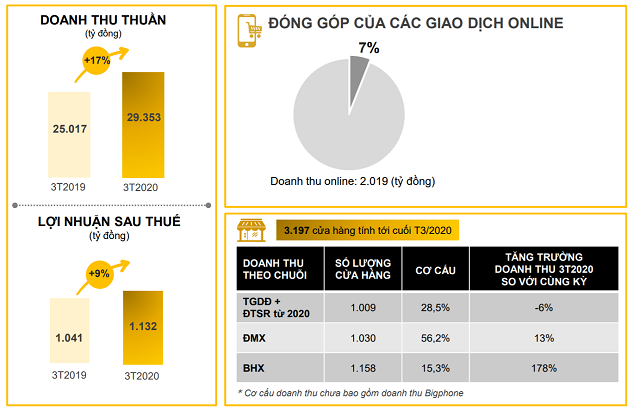 DOANH THU THUẦN
(tỷ đồng)
+17%
25.017
29.353
3T2019
3T2020
LỢI NHUẬN SAU THUẾ
(tỷ đồng)
+9%
1.041
1.132
3T2019
3T2020
ĐÓNG GÓP CỦA CÁC GIAO DỊCH ONLINE
7%
Doanh thu online: 2.019 (tỷ đồng)
3.197 cửa hàng tính tới cuối T3/2020
DOANH THU THEO CHUỖI
SỐ LƯỢNG CỬA HÀNG
CƠ CẤU
TĂNG TRƯỞNG DOANH THU 3T2020 SO VỚI CÙNG KỲ
TGDĐ + ĐTSR từ 2020
1.009
28,5%
-6%
ĐMX
1.030
56,2%
13%
BHX
1.158
15,3%
178%
* Cơ cấu doanh thu chưa bao gồm doanh thu Bigphone